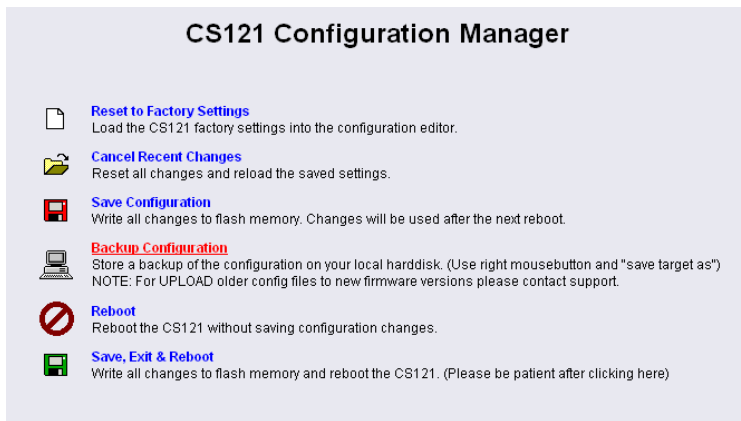 CS121 Configuration Manager
Reset to Factory Settings
Load the CS121 factory settings into the configuration editor.
Cancel Recent Changes
Reset all changes and reload the saved settings.
Save Configuration
Write all changes to flash memory. Changes will be used after the next reboot.
Backup Configuration
Store a backup of the configuration on your local harddisk. (Use right mousebutton and "save target as")
NOTE: For UPLOAD older config files to new firmware versions please contact support.
Reboot
Reboot the CS121 without saving configuration changes.
Save, Exit & Reboot
Write all changes to flash memory and reboot the CS121. (Please be patient after clicking here)